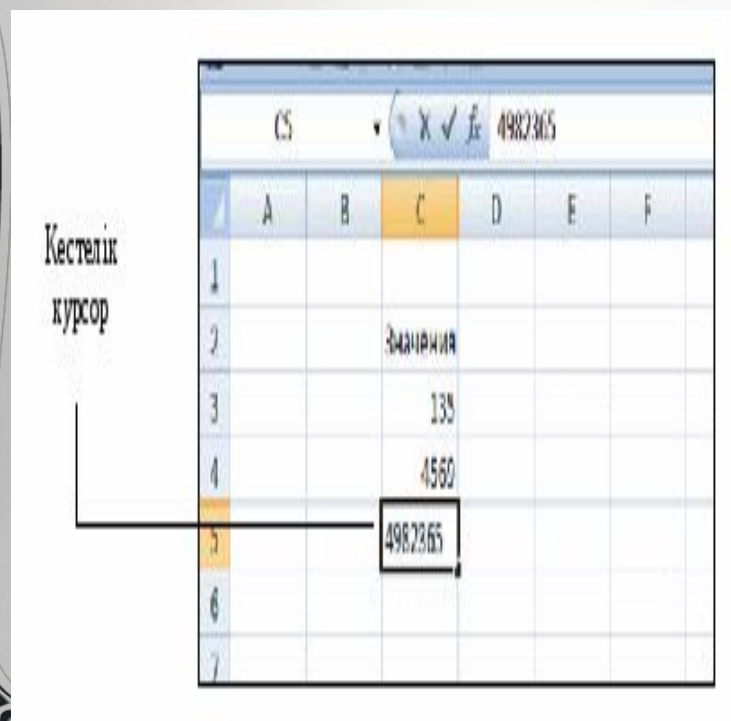 Кестелік
курсор
C5 fx 4982365
A B C D E F
1
2 Значения
3 135
4 4560
5 4982365
6
7